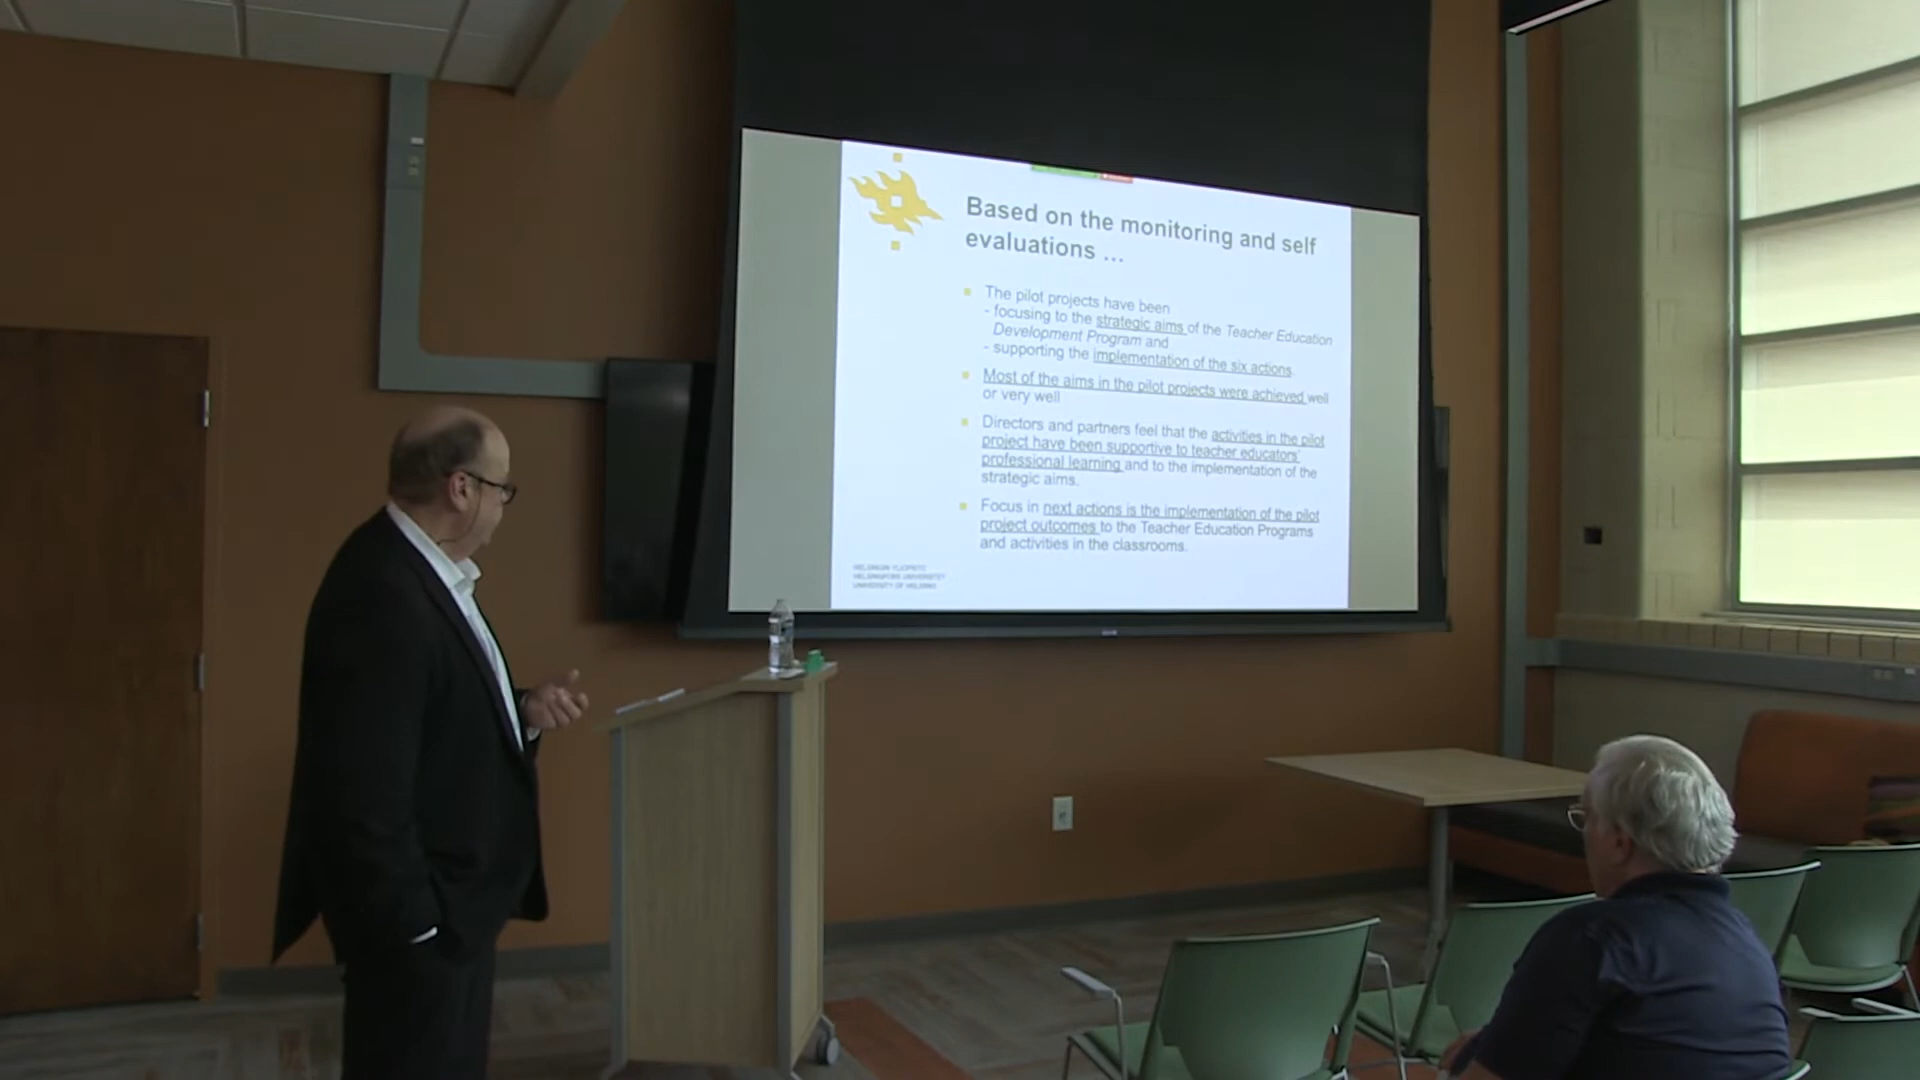 Based on the monitoring and self
evaluations ...
The pilot projects have been
- focusing to the strategic aims of the Teacher Education
Development Program and
- supporting the implementation of the six actions.
Most of the aims in the pilot projects were achieved well
or very well
Directors and partners feel that the activities in the pilot
project have been supportive to teacher educators'
professional learning and to the implementation of the
strategic aims.
Focus in next actions is the implementation of the pilot
project outcomes to the Teacher Education Programs
and activities in the classrooms.
HELSINGIN YLIOPISTO
HELSINGFORS UNIVERSITET
UNIVERSITY OF HELSINKI